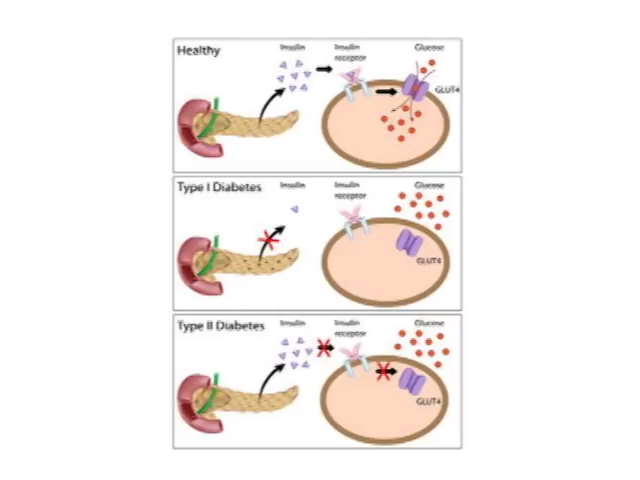 Healthy
Insulin
Insulin
receptor
Glucose
GLUT4
Type I Diabetes
Insulin
Insulin
receptor
Glucose
GLUT4
Type II Diabetes
Insulin
Insulin
receptor
Glucose
GLUT4